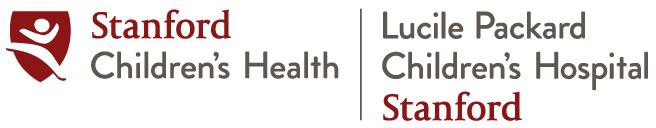 Stanford
Children's Health
Lucile Packard
Children's Hospital
Stanford